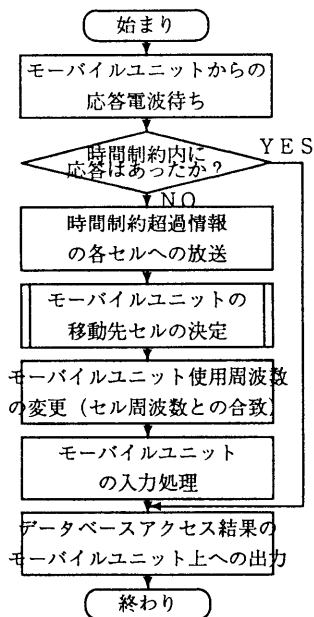 始まり
モーバイルユニットからの
応答電波待ち
時間制約内に
応答はあったか？
YES
NO
時間制約超過情報
の各セルへの放送
モーバイルユニットの
移動先セルの決定
モーバイルユニット使用周波数
の変更（セル周波数との合致）
モーバイルユニット
の入力処理
データベースアクセス結果の
モーバイルユニット上への出力
終わり